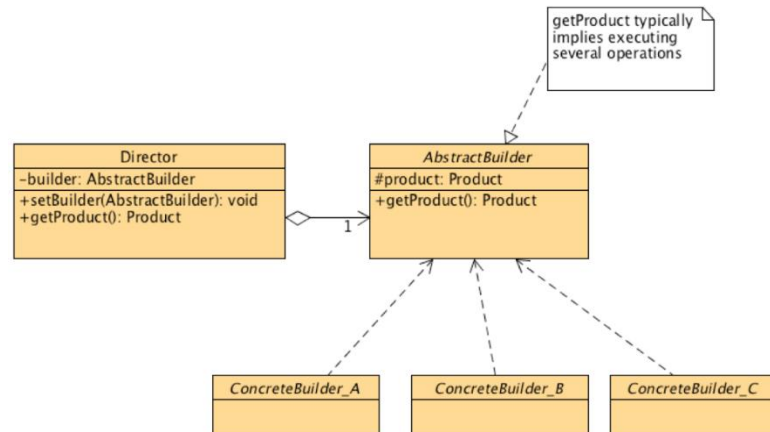 getProduct typically
implies executing
several operations
Director
-builder: AbstractBuilder
+setBuilder(AbstractBuilder): void
+getProduct(): Product
1
AbstractBuilder
#product: Product
+getProduct(): Product
ConcreteBuilder_A
ConcreteBuilder_B
ConcreteBuilder_C